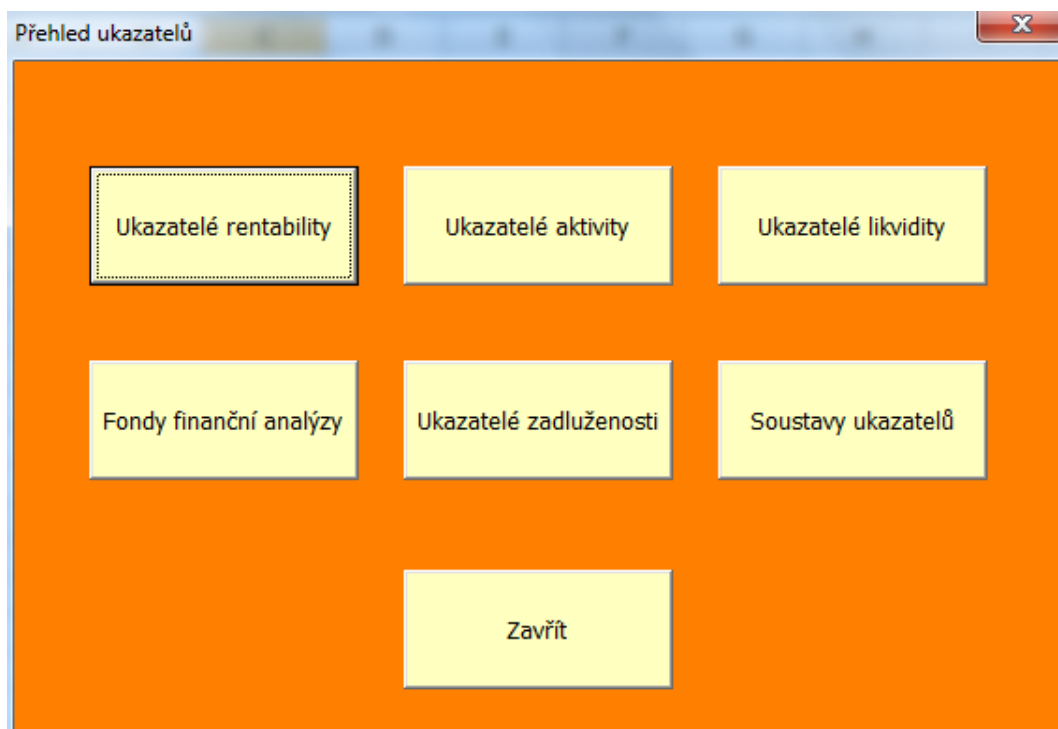 Přehled ukazatelů
Ukazatelé rentability
Ukazatelé aktivity
Ukazatelé likvidity
Fondy finanční analýzy
Ukazatelé zadluženosti
Soustavy ukazatelů
Zavřít